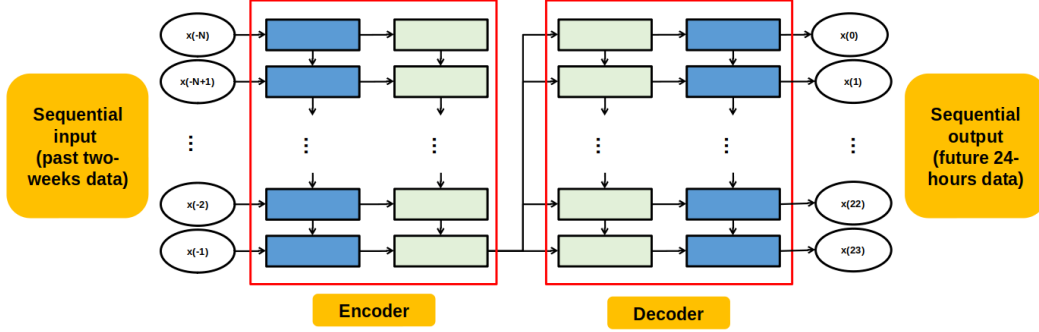 x(-N)
x(-N+1)
⋮
x(-2)
x(-1)
Sequential
input
(past two-
weeks data)
⋮
⋮
Encoder
⋮
⋮
Decoder
x(0)
x(1)
⋮
x(22)
x(23)
Sequential
output
(future 24-
hours data)